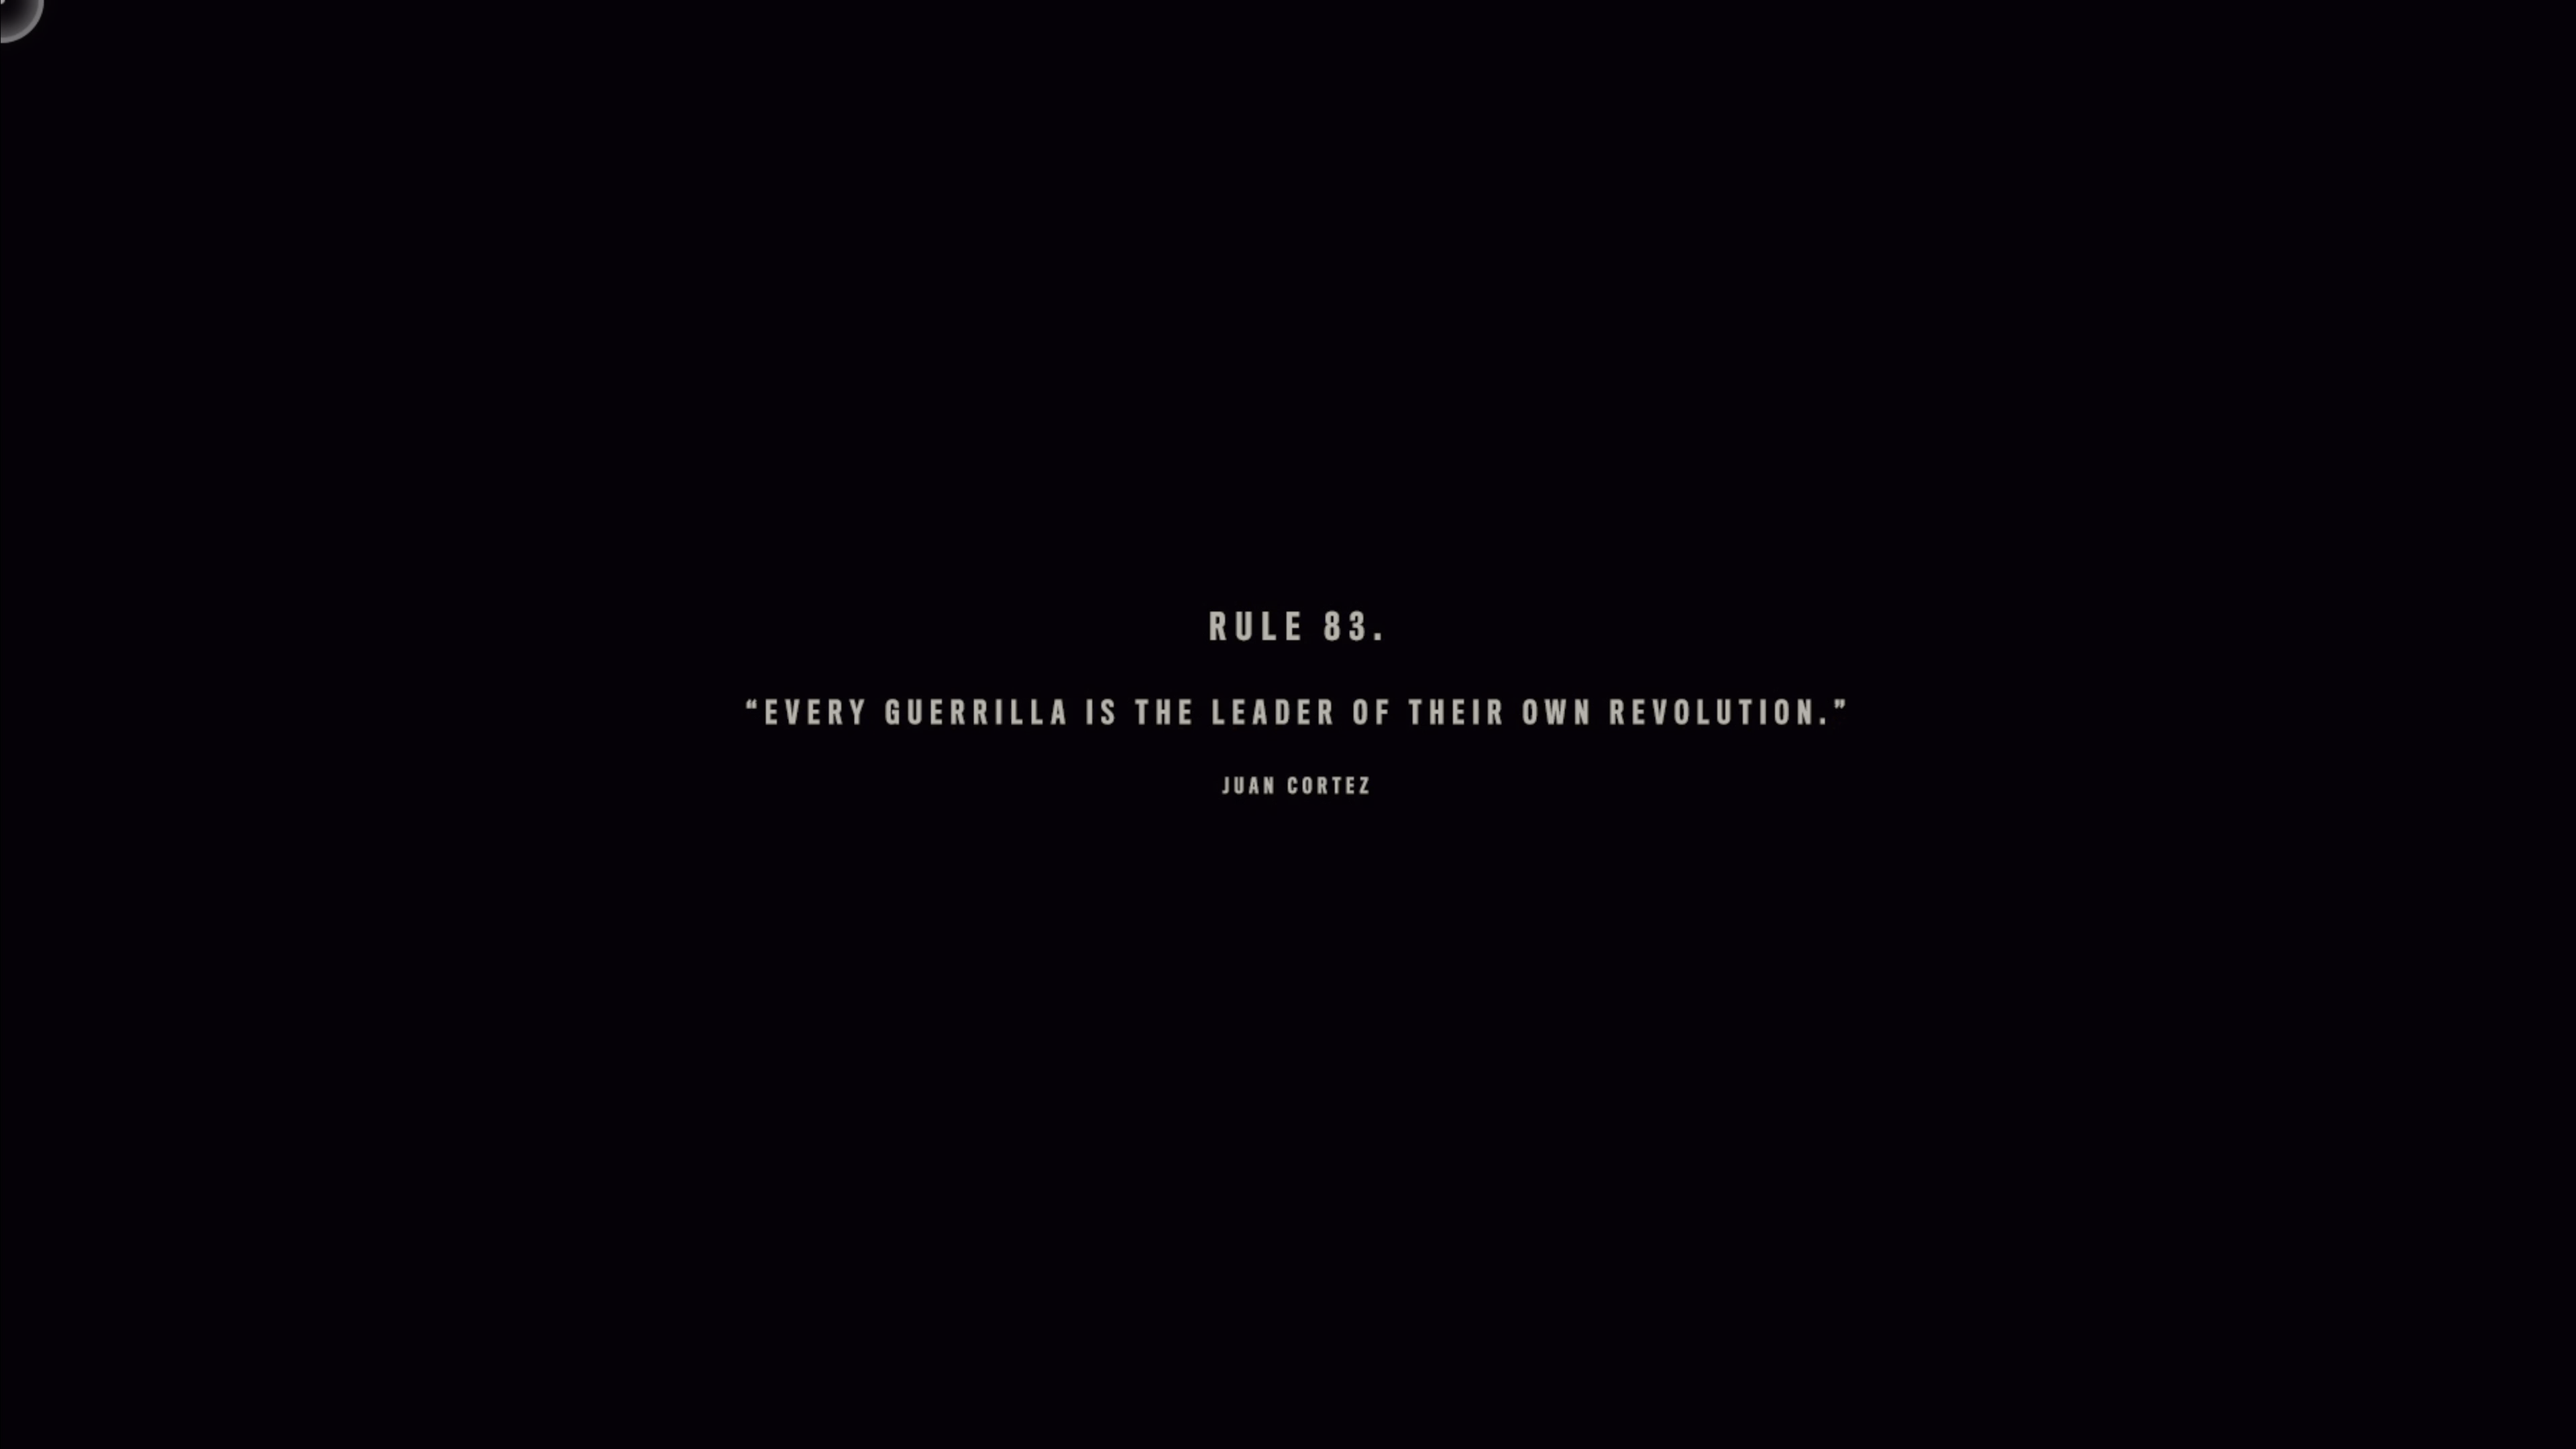 RULE 83.
“EVERY GUERRILLA IS THE LEADER OF THEIR OWN REVOLUTION.”
JUAN CORTEZ